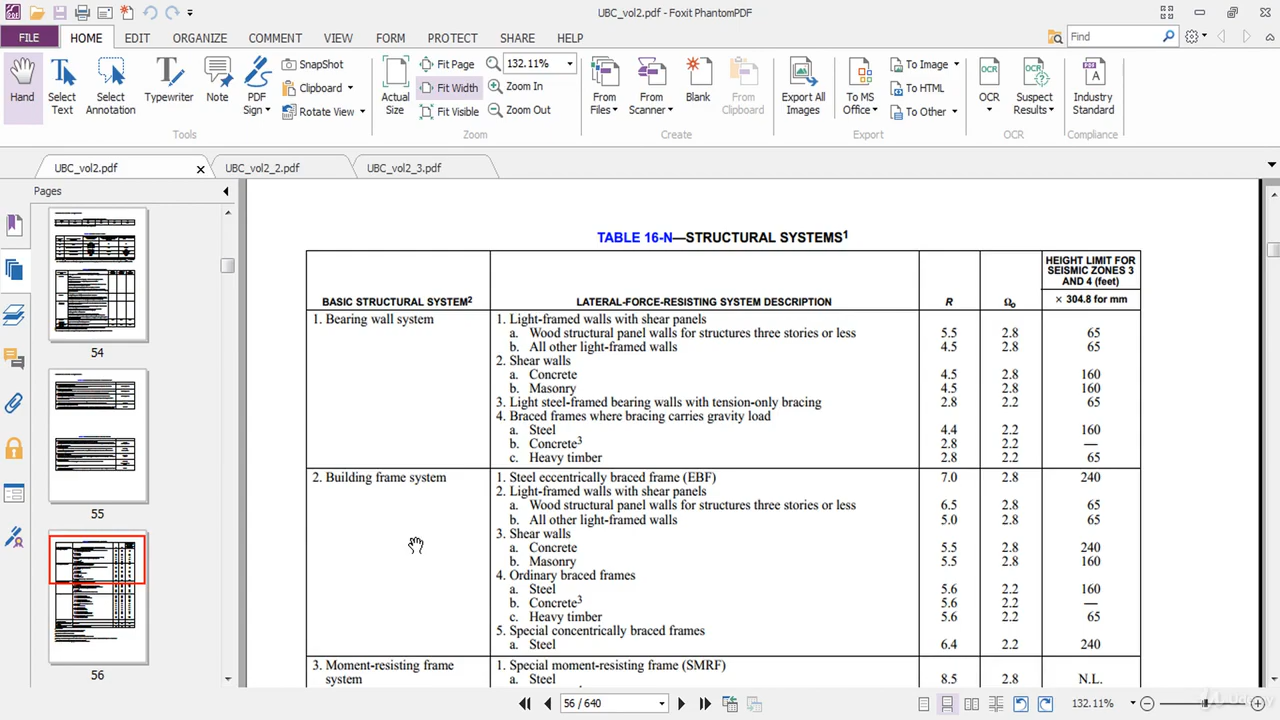 UBC_vol2.pdf - Foxit PhantomPDF
FILE HOME EDIT ORGANIZE COMMENT VIEW FORM PROTECT SHARE HELP Find
Hand
Select Text
Select Annotation
Typewriter
Note
PDF Sign
SnapShot
Clipboard
Rotate View
Tools
Actual Size
Fit Page
Fit Width
Fit Visible
132.11%
Zoom In
Zoom Out
Zoom
From Files
From Scanner
Blank
From Clipboard
Create
Export All Images
To MS Office
To Image
To HTML
To Other
Export
OCR
Suspect Results
OCR
Industry Standard
Compliance
UBC_vol2.pdf UBC_vol2_2.pdf UBC_vol2_3.pdf
Pages
54
55
56
TABLE 16-N—STRUCTURAL SYSTEMS1
BASIC STRUCTURAL SYSTEM2 LATERAL-FORCE-RESISTING SYSTEM DESCRIPTION R Ωo HEIGHT LIMIT FOR SEISMIC ZONES 3 AND 4 (feet)
× 304.8 for mm
1. Bearing wall system 1. Light-framed walls with shear panels
a. Wood structural panel walls for structures three stories or less 5.5 2.8 65
b. All other light-framed walls 4.5 2.8 65
2. Shear walls
a. Concrete 4.5 2.8 160
b. Masonry 4.5 2.8 160
3. Light steel-framed bearing walls with tension-only bracing 2.8 2.2 65
4. Braced frames where bracing carries gravity load
a. Steel 4.4 2.2 160
b. Concrete3 2.8 2.2 —
c. Heavy timber 2.8 2.2 65
2. Building frame system 1. Steel eccentrically braced frame (EBF) 7.0 2.8 240
2. Light-framed walls with shear panels
a. Wood structural panel walls for structures three stories or less 6.5 2.8 65
b. All other light-framed walls 5.0 2.8 65
3. Shear walls
a. Concrete 5.5 2.8 240
b. Masonry 5.5 2.8 160
4. Ordinary braced frames
a. Steel 5.6 2.2 160
b. Concrete3 5.6 2.2 —
c. Heavy timber 5.6 2.2 65
5. Special concentrically braced frames
a. Steel 6.4 2.2 240
3. Moment-resisting frame system 1. Special moment-resisting frame (SMRF)
a. Steel 8.5 2.8 N.L.
56 / 640
132.11%